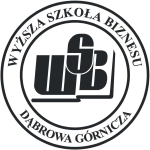 WYŻSZA SZKOŁA BIZNESU
WSB
DĄBROWA GÓRNICZA